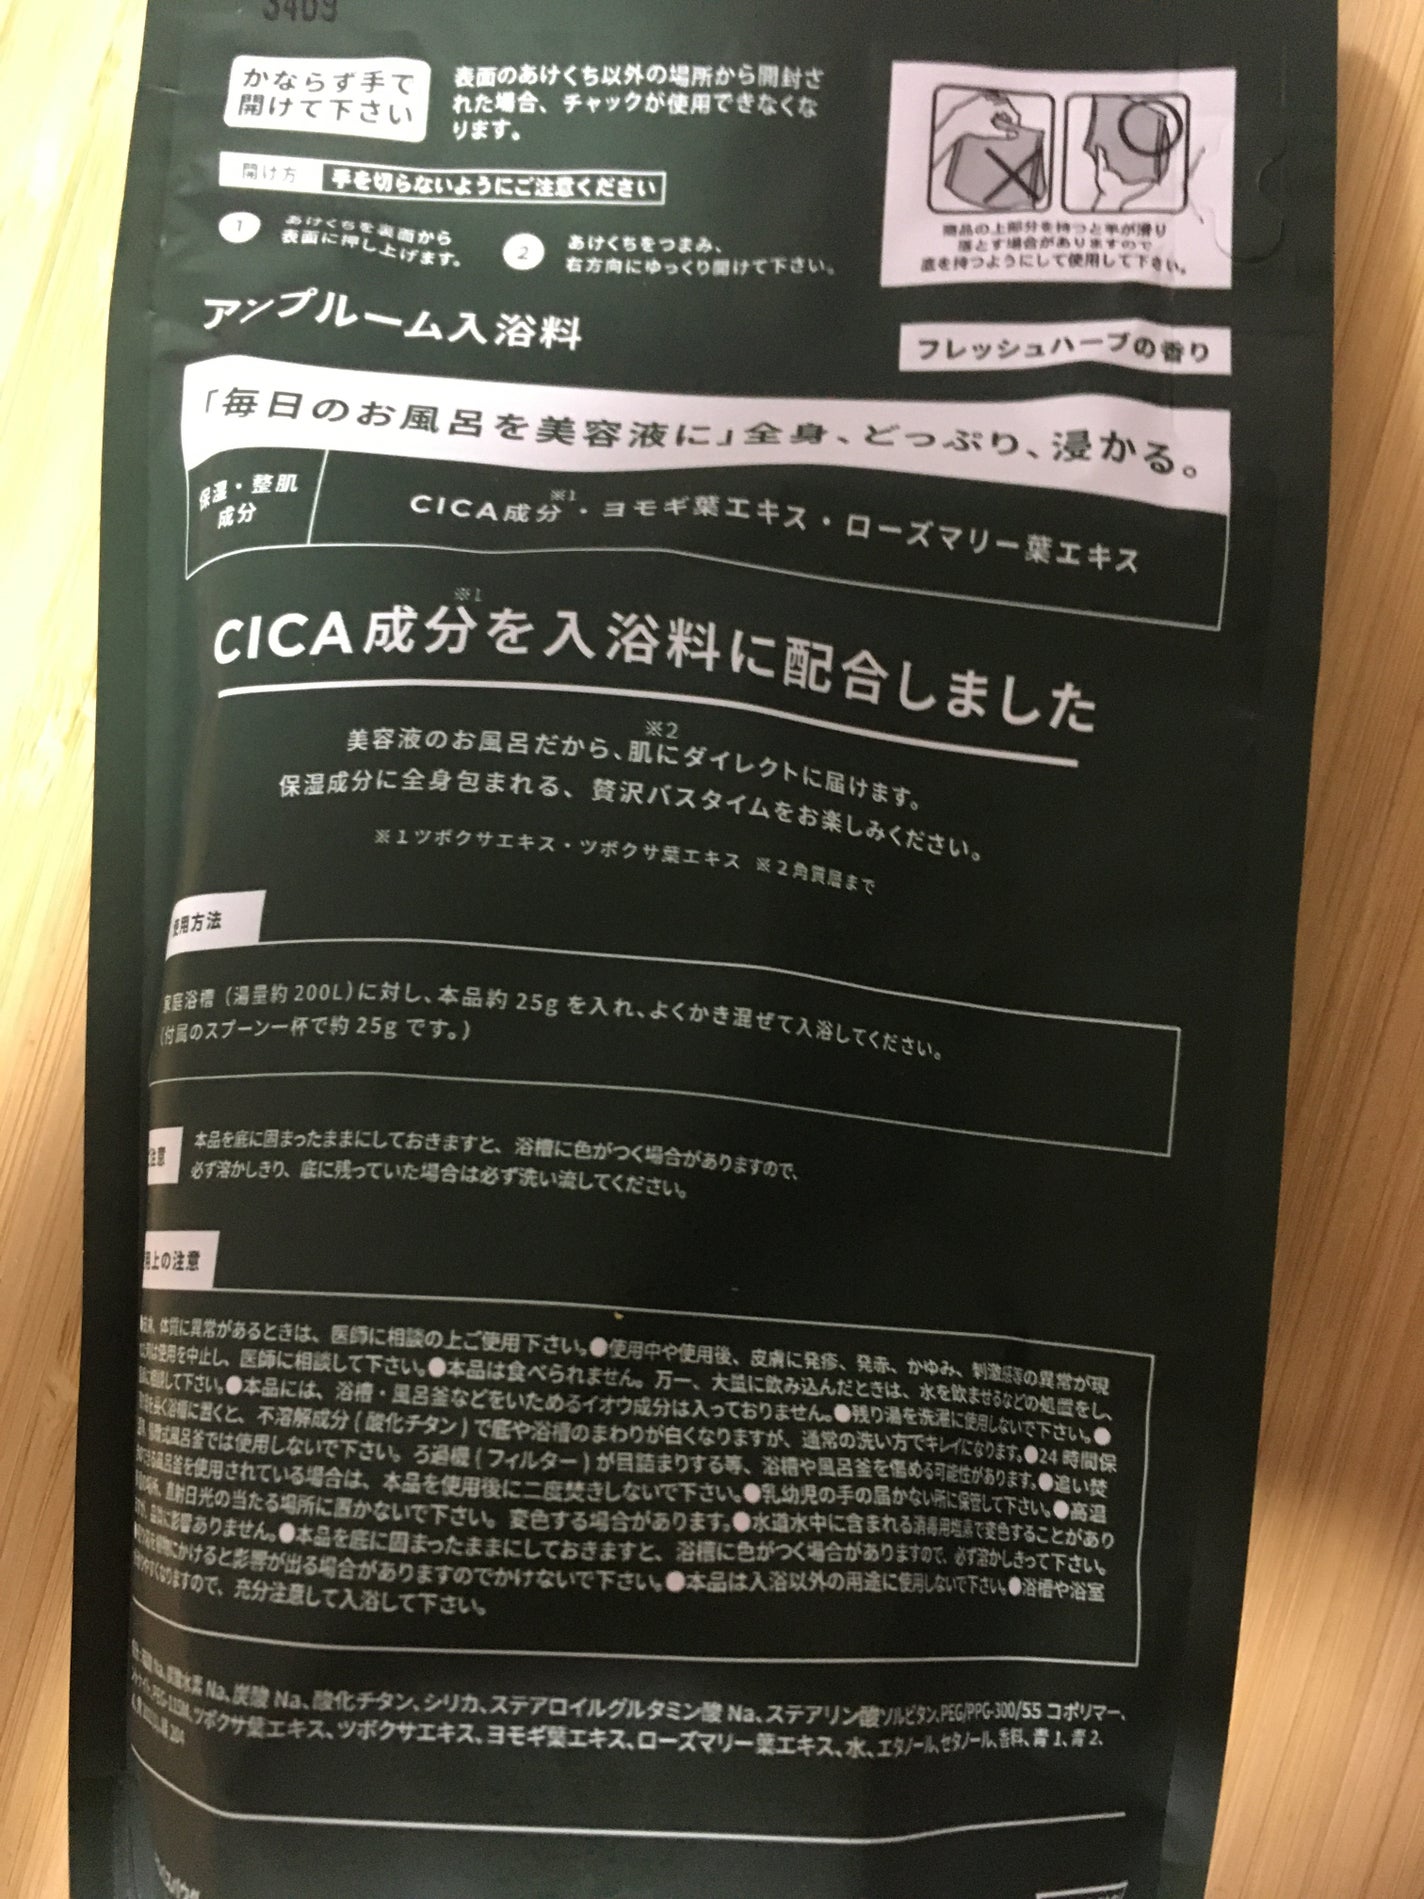 3409
かならず手で
開けて下さい
表面のあけくち以外の場所から開封さ
れた場合、チャックが使用できなくな
ります。
開け方 手を切らないようにご注意ください
1 あけくちを裏面から
表面に押し上げます。
2 あけくちをつまみ、
右方向にゆっくり開けて下さい。
商品の上部分を持つと手が滑り
落とす場合がありますので
底を持つようにして使用して下さい。
アンプルーム入浴料
フレッシュハーブの香り
「毎日のお風呂を美容液に」全身、どっぷり、浸かる。
保湿・整肌
成分
CICA成分※1・ヨモギ葉エキス・ローズマリー葉エキス
CICA成分※1を入浴料に配合しました
美容液のお風呂だから、肌※2にダイレクトに届けます。
保湿成分に全身包まれる、贅沢バスタイムをお楽しみください。
※1ツボクサエキス・ツボクサ葉エキス ※2角質層まで
使用方法
家庭浴槽（湯量約200L）に対し、本品約25gを入れ、よくかき混ぜて入浴してください。
（付属のスプーン一杯で約25gです。）
注意
本品を底に固まったままにしておきますと、浴槽に色がつく場合がありますので、
必ず溶かしきり、底に残っていた場合は必ず洗い流してください。
用上の注意
体質に異常があるときは、医師に相談の上ご使用下さい。●使用中や使用後、皮膚に発疹、発赤、かゆみ、刺激感等の異常が現
は使用を中止し、医師に相談して下さい。●本品は食べられません。万一、大量に飲み込んだときは、水を飲ませるなどの処置をし、
して下さい。●本品には、浴槽・風呂釜などをいためるイオウ成分は入っておりません。●残り湯を洗濯に使用しないで下さい。●
を長く浴槽に置くと、不溶解成分(酸化チタン)で底や浴槽のまわりが白くなりますが、通常の洗い方でキレイになります。●24時間保
風呂釜では使用しないで下さい。ろ過機(フィルター)が目詰まりする等、浴槽や風呂釜を傷める可能性があります。●追い焚
風呂釜を使用されている場合は、本品を使用後に二度焚きしないで下さい。●乳幼児の手の届かない所に保管して下さい。●高温
直射日光の当たる場所に置かないで下さい。変色する場合があります。●水道水中に含まれる消毒用塩素で変色することがあり
品質に影響ありません。●本品を底に固まったままにしておきますと、浴槽に色がつく場合がありますので、必ず溶かしきって下さい。
にかけると影響が出る場合がありますのでかけないで下さい。●本品は入浴以外の用途に使用しないで下さい。●浴槽や浴室
やすくなりますので、充分注意して入浴して下さい。
Na、炭酸水素Na、炭酸Na、酸化チタン、シリカ、ステアロイルグルタミン酸Na、ステアリン酸ソルビタン、PEG/PPG-300/55コポリマー、
ツボクサ葉エキス、ツボクサエキス、ヨモギ葉エキス、ローズマリー葉エキス、水、エタノール、セタノール、香料、青1、青2、
204